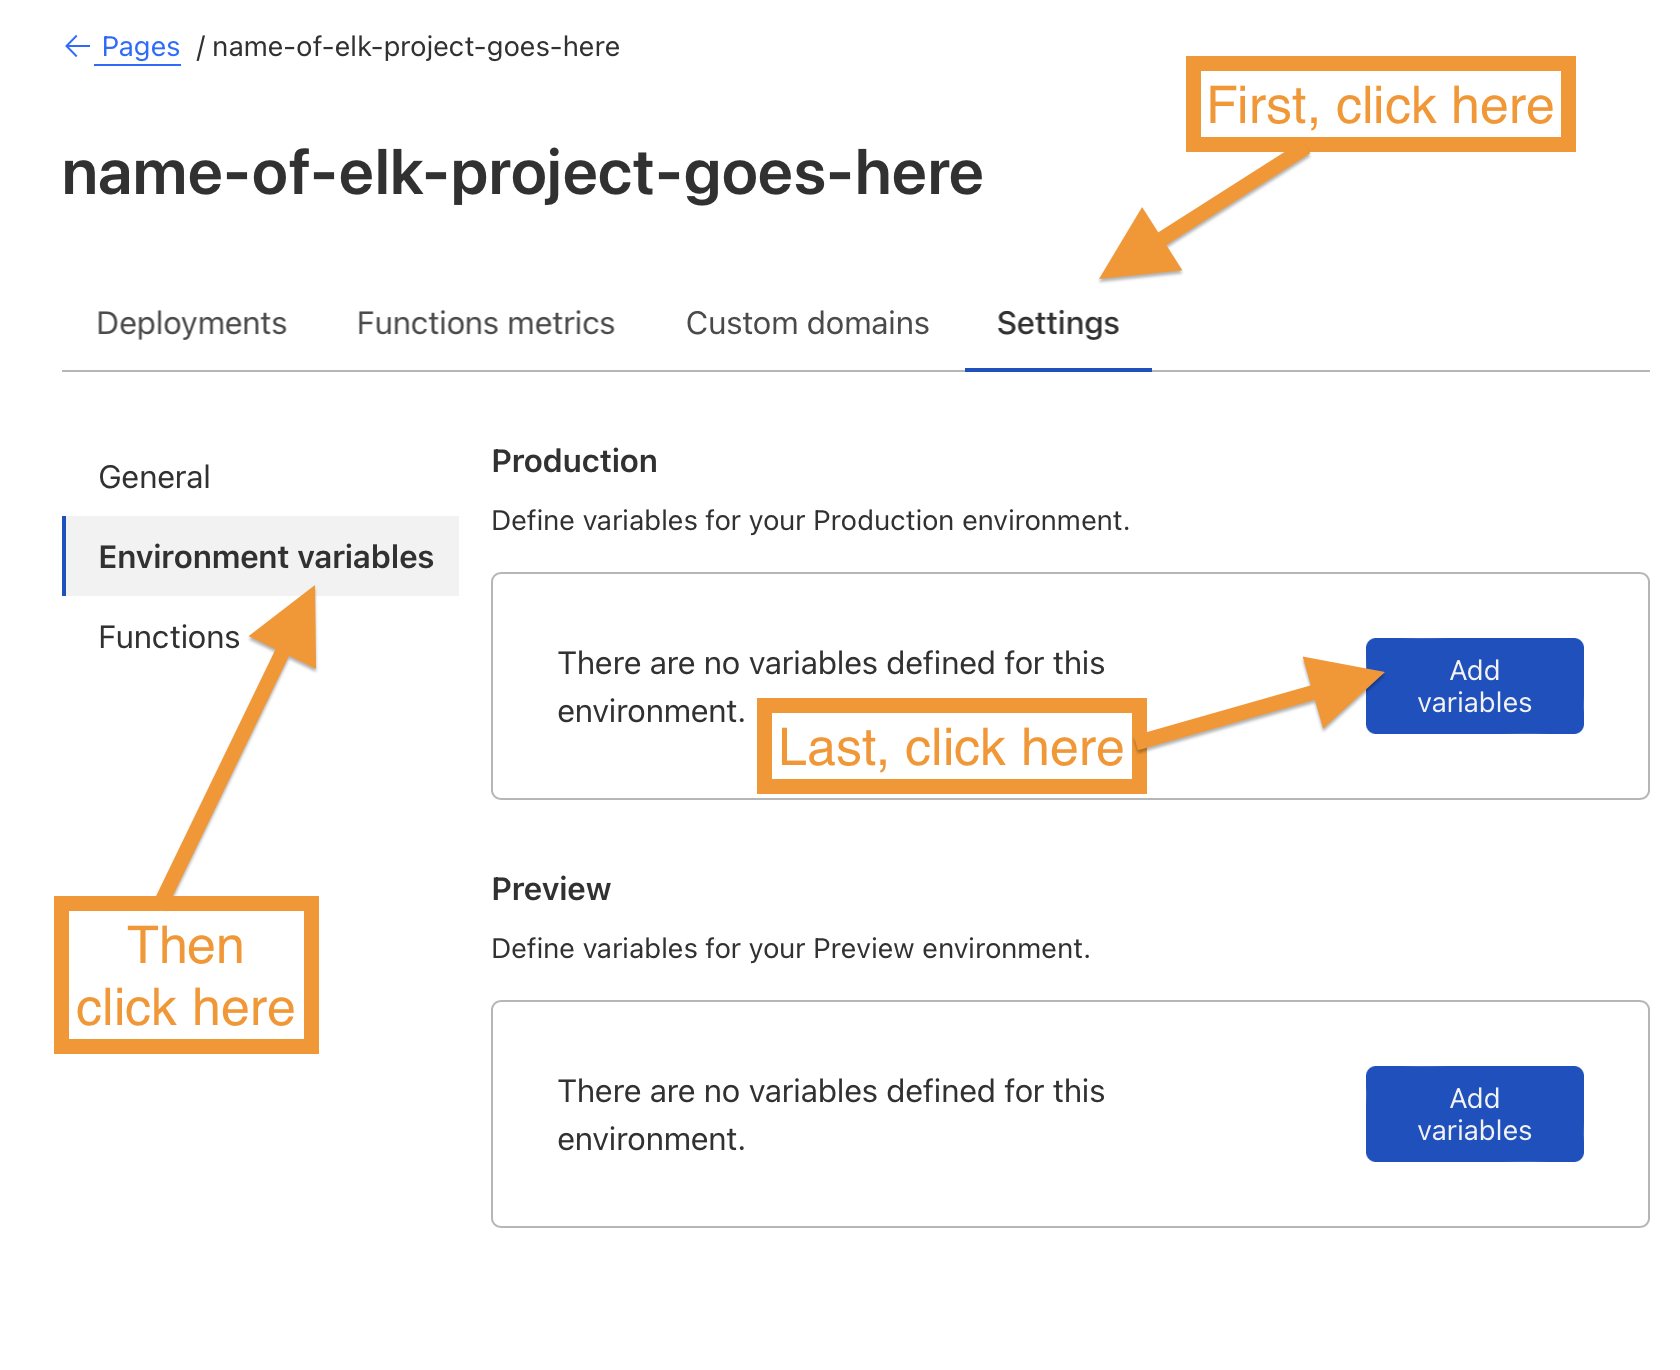 ← Pages / name-of-elk-project-goes-here
First, click here
name-of-elk-project-goes-here
Deployments Functions metrics Custom domains Settings
General
Environment variables
Functions
Production
Define variables for your Production environment.
There are no variables defined for this
environment.
Add
variables
Last, click here
Then
click here
Preview
Define variables for your Preview environment.
There are no variables defined for this
environment.
Add
variables